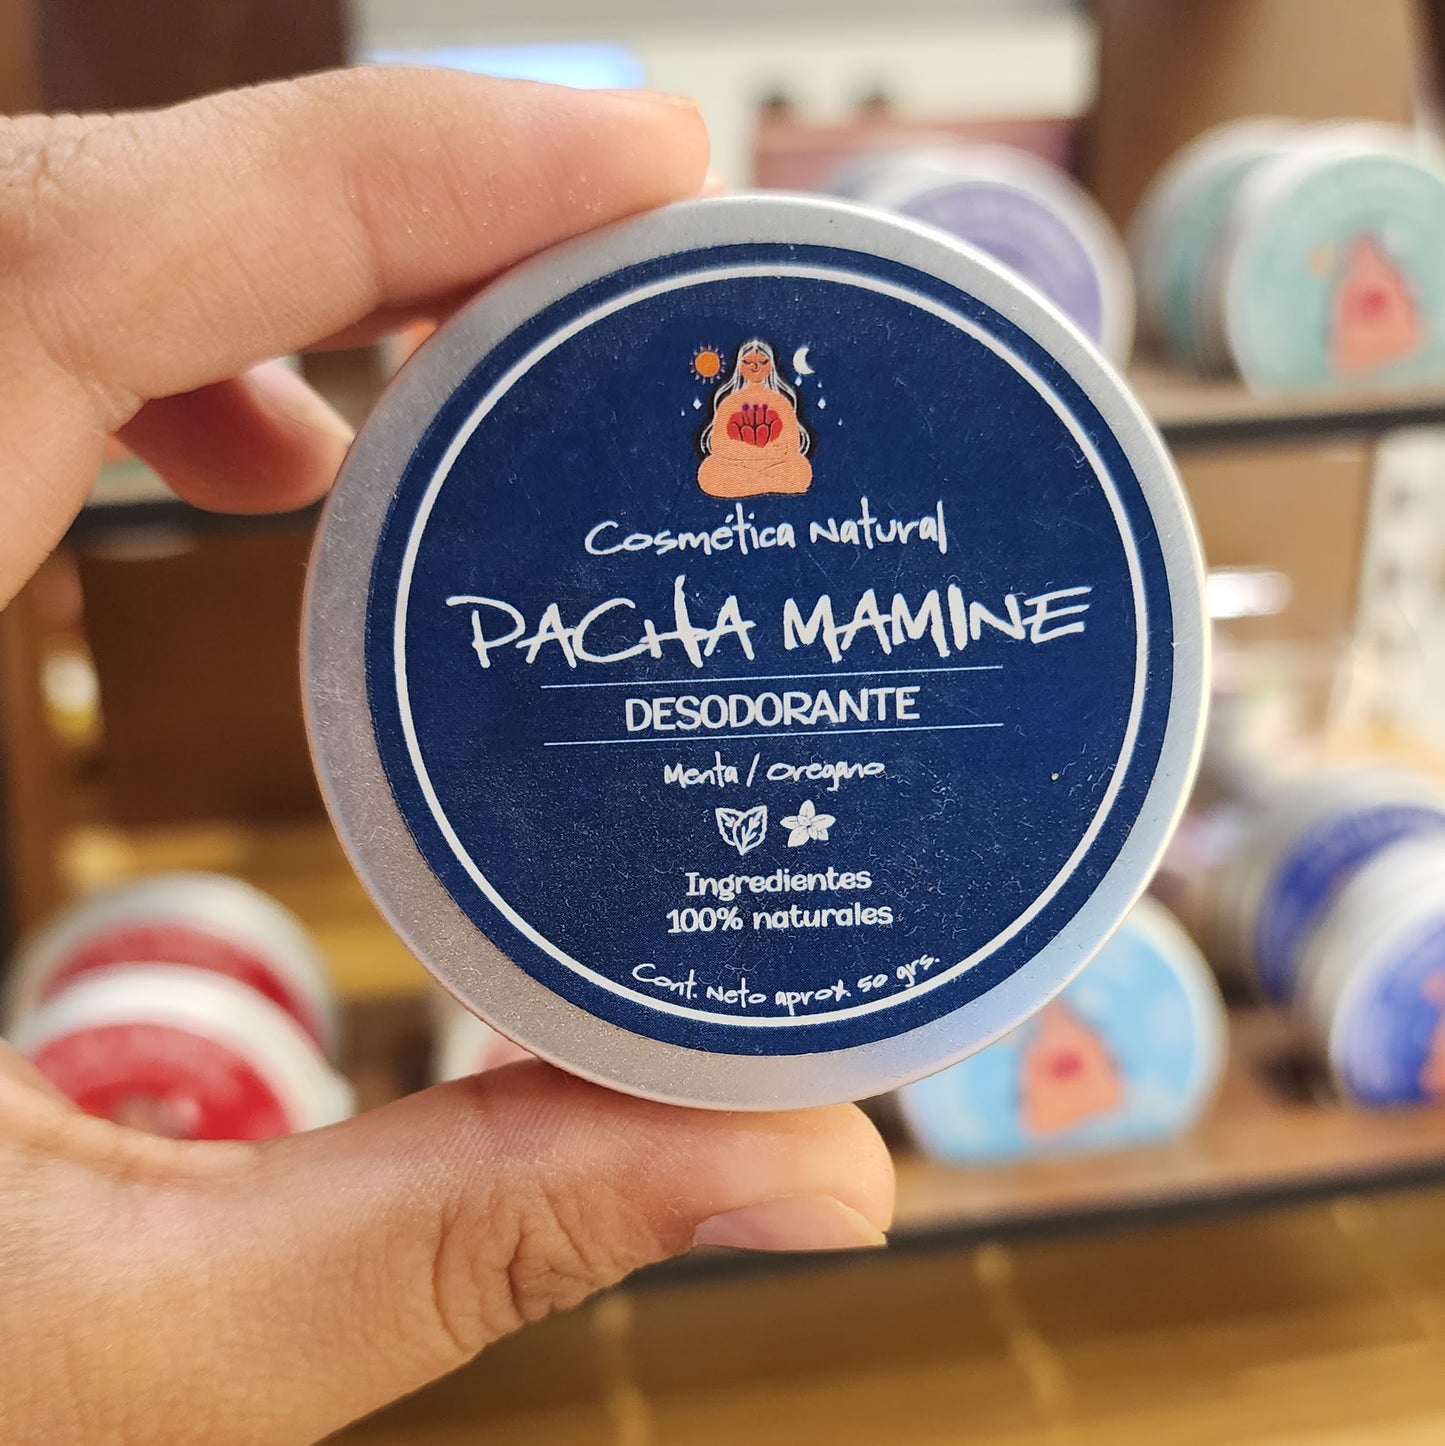 Cosmética Natural
PACHA MAMINE
DESODORANTE
Menta / Oregano
Ingredientes
100% naturales
Cont. Neto aprox. 50 grs.